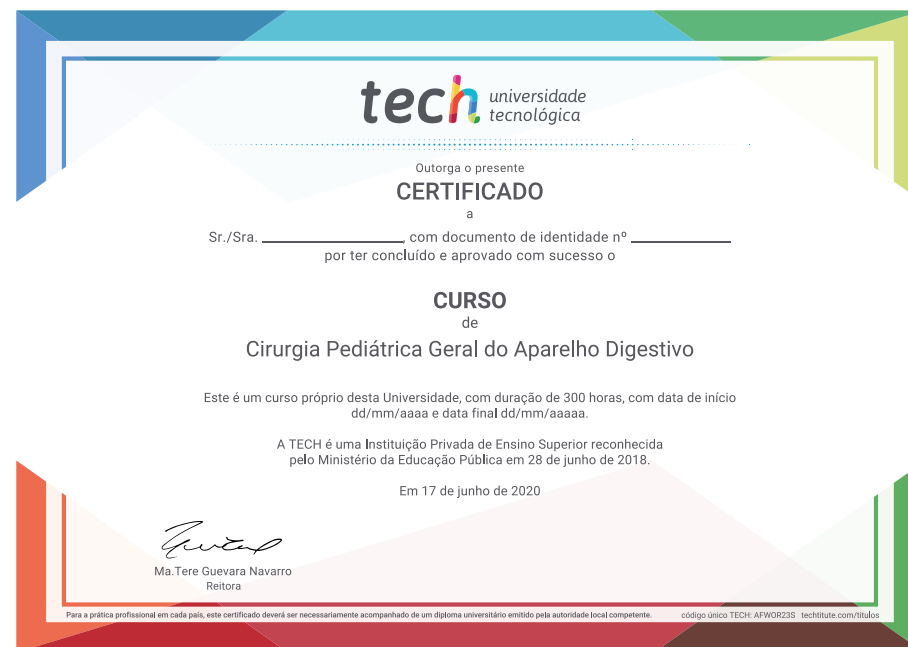 tech universidade
tecnológica
Outorga o presente
CERTIFICADO
a
Sr./Sra. ____________, com documento de identidade nº ____________
por ter concluído e aprovado com sucesso o
CURSO
de
Cirurgia Pediátrica Geral do Aparelho Digestivo
Este é um curso próprio desta Universidade, com duração de 300 horas, com data de início
dd/mm/aaaa e data final dd/mm/aaaaa.
A TECH é uma Instituição Privada de Ensino Superior reconhecida
pelo Ministério da Educação Pública em 28 de junho de 2018.
Em 17 de junho de 2020
Ma.Tere Guevara Navarro
Reitora
Para a prática profissional em cada país, este certificado deverá ser necessariamente acompanhado de um diploma universitário emitido pela autoridade local competente. código único TECH: AFWOR23S techtitute.com/titulos